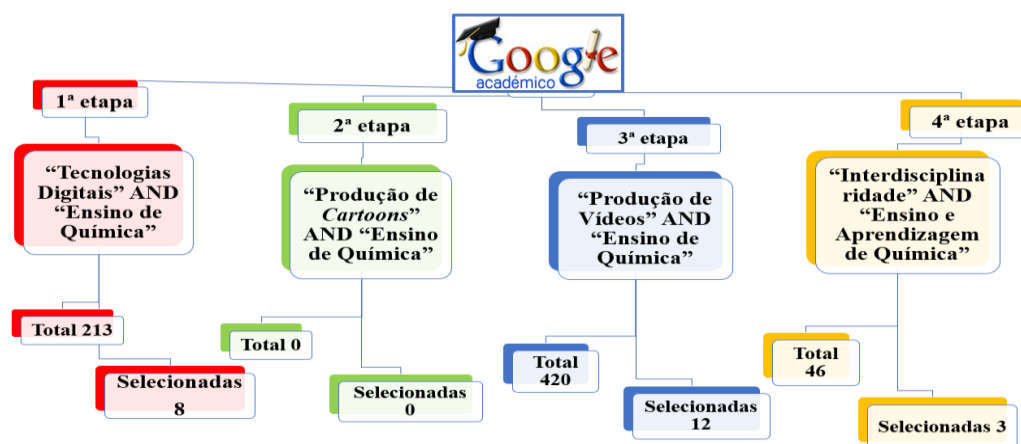 Google
académico
1ª etapa
“Tecnologias
Digitais” AND
“Ensino de
Química”
Total 213
Selecionadas
8
2ª etapa
“Produção de
Cartoons”
AND “Ensino
de Química”
Total 0
Selecionadas
0
3ª etapa
“Produção de
Vídeos” AND
“Ensino de
Química”
Total
420
Selecionadas
12
4ª etapa
“Interdisciplina
ridade” AND
“Ensino e
Aprendizagem
de Química”
Total
46
Selecionadas 3